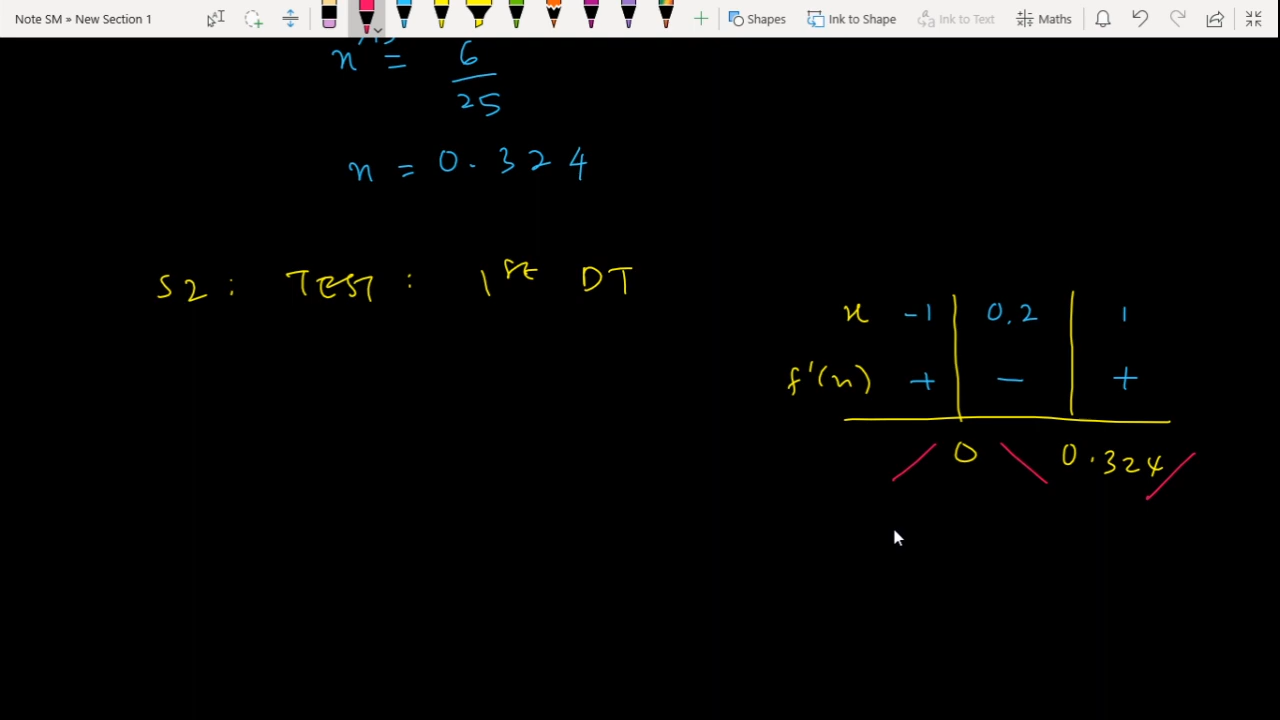 Note SM » New Section 1
Shapes Ink to Shape Ink to Text Maths
n = 6/25
n = 0.324
S2: TEST: 1st DT
x -1 0.2 1
f'(n) + - +
0 0.324